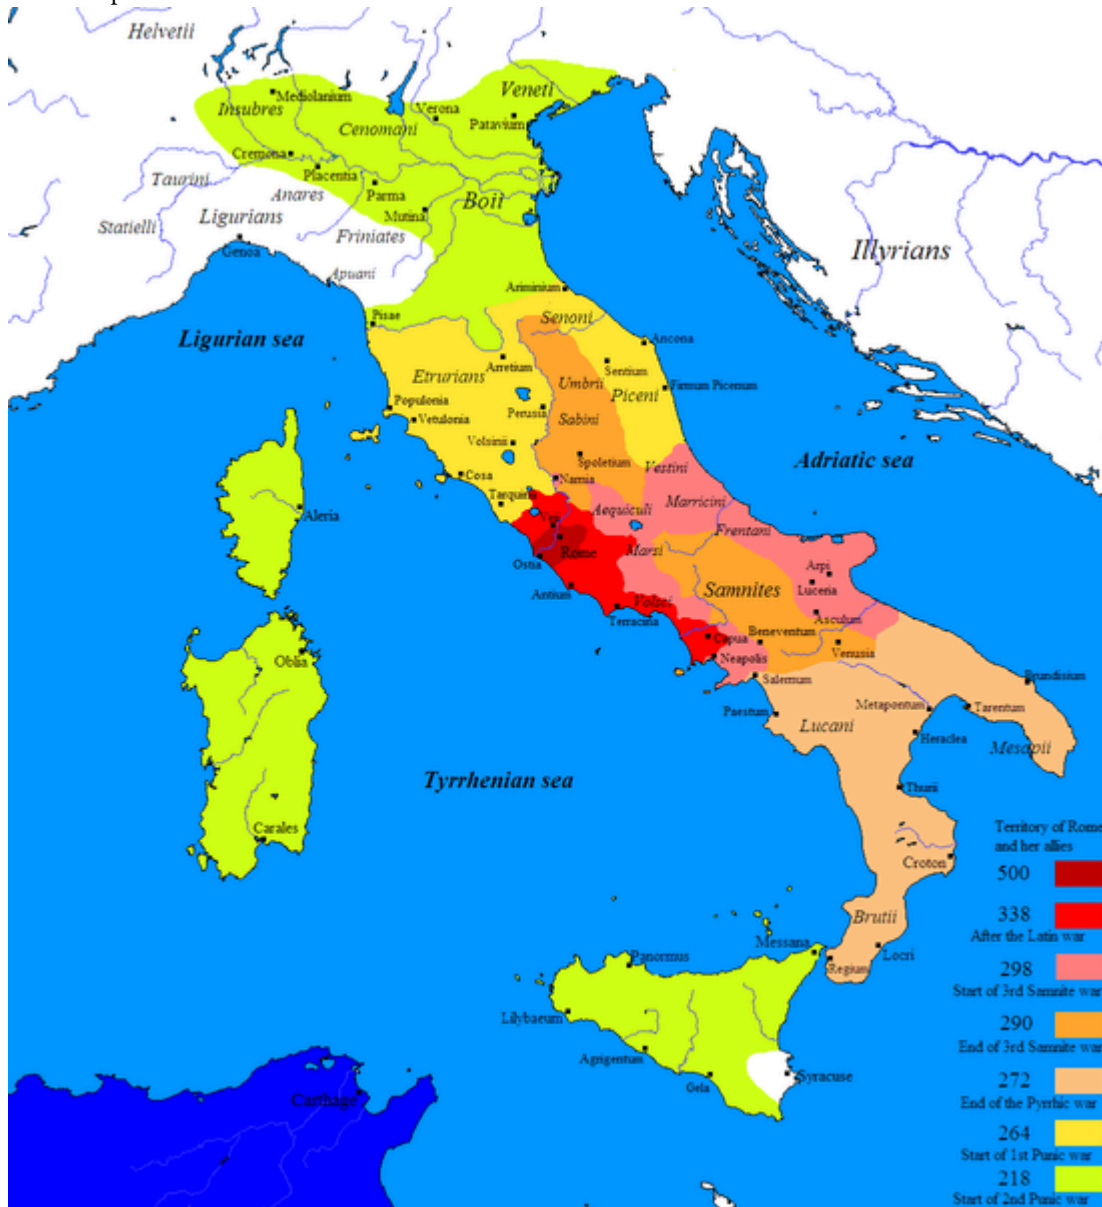 Helvetii
Veneti
Insubres
Mediolanium
Verona
Cenomani
Patavium
Cremona
Taurini
Placentia
Anares
Parma
Boii
Mutina
Statielli
Ligurians
Friniates
Genoa
Apuani
Illyrians
Ariminium
Pisae
Senoni
Ligurian sea
Ancona
Arretium
Sentium
Etrurians
Umbrii
Piceni
Firmum Picenum
Populonia
Perusia
Vetulonia
Sabini
Volsinii
Spoletium
Adriatic sea
Vestini
Cosa
Narnia
Tarquinii
Marricini
Aequiculi
Aleria
Veii
Frentani
Rome
Marsi
Ostia
Arpi
Antium
Luceria
Samnites
Volsci
Terracina
Asculum
Capua
Beneventum
Neapolis
Venusia
Oblia
Salernum
Brundisium
Paestum
Metapontum
Tarentum
Lucani
Heraclea
Mesapii
Tyrrhenian sea
Thurii
Carales
Croton
Territory of Rome
and her allies
500
338
After the Latin war
298
Start of 3rd Samnite war
290
End of 3rd Samnite war
272
End of the Pyrrhic war
264
Start of 1st Punic war
218
Start of 2nd Punic war
Brutii
Messana
Locri
Panormus
Regium
Lilybaeum
Agrigentum
Gela
Syracuse
Carthage